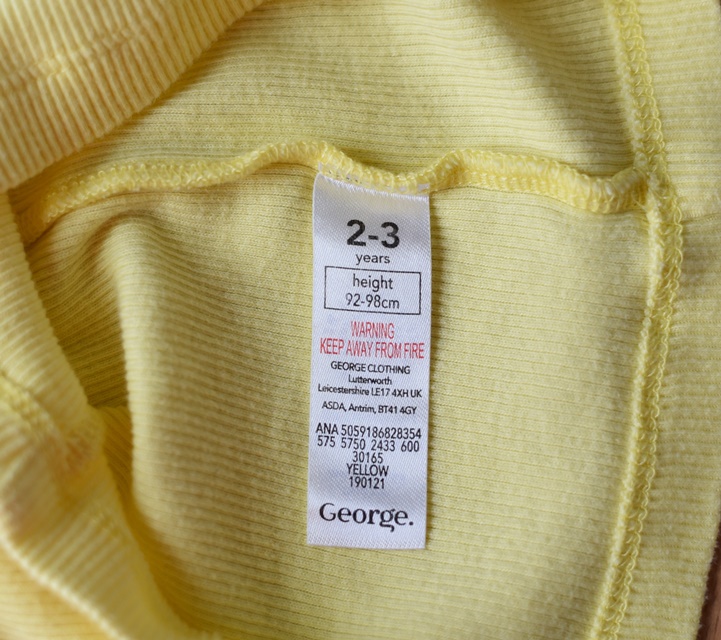 2-3
years
height
92-98cm
WARNING
KEEP AWAY FROM FIRE
GEORGE CLOTHING
Lutterworth
Leicestershire LE17 4XH UK
ASDA, Antrim, BT41 4GY
ANA 5059186828354
575 5750 2433 600
30165
YELLOW
190121
George.